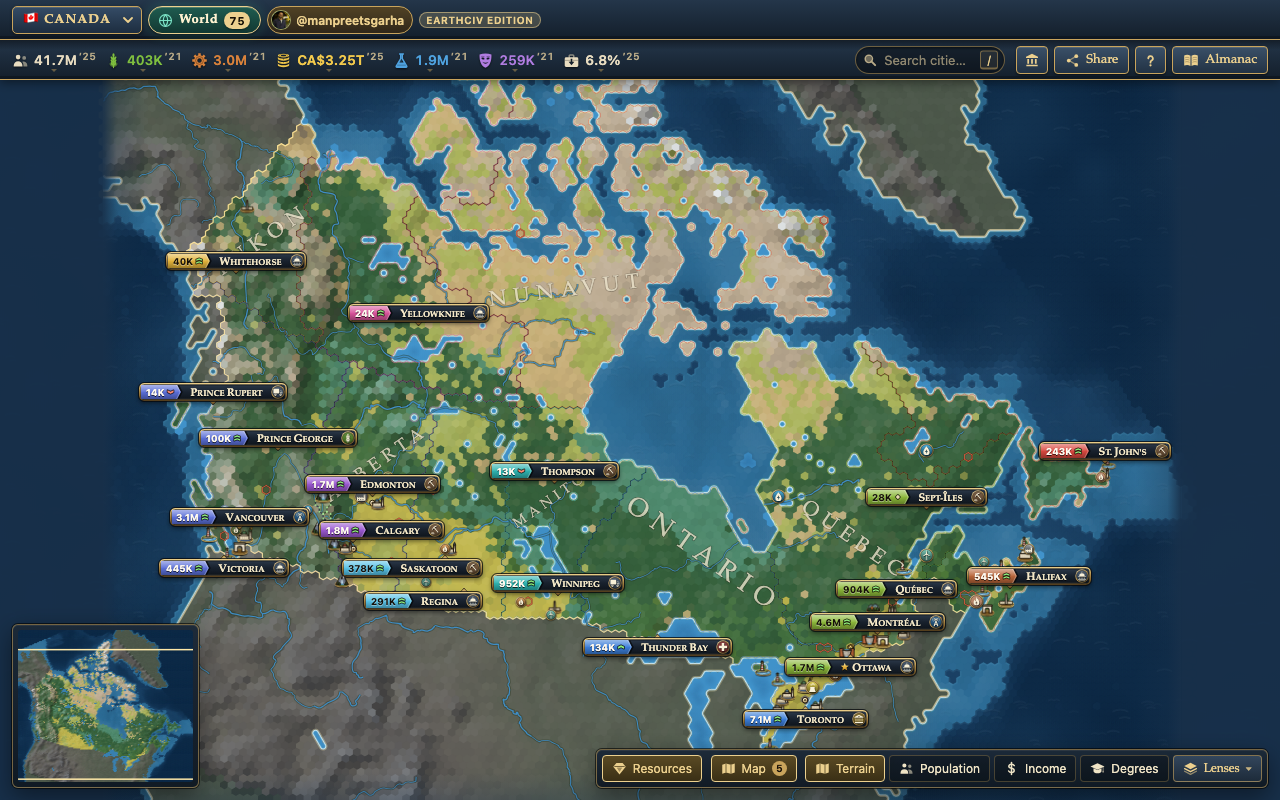 CANADA
World 75
@manpreetsgarha
EARTHCIV EDITION
41.7M '25
403K '21
3.0M '21
CA$3.25T '25
1.9M '21
259K '21
6.8% '25
Search citie... /
Share
?
Almanac
YUKON
40K WHITEHORSE
NUNAVUT
24K YELLOWKNIFE
14K PRINCE RUPERT
100K PRINCE GEORGE
ALBERTA
243K ST. JOHN'S
13K THOMPSON
1.7M EDMONTON
MANITOBA
28K SEPT-ÎLES
3.1M VANCOUVER
1.8M CALGARY
ONTARIO
QUEBEC
445K VICTORIA
378K SASKATOON
952K WINNIPEG
545K HALIFAX
291K REGINA
904K QUÉBEC
4.6M MONTRÉAL
134K THUNDER BAY
1.7M OTTAWA
7.1M TORONTO
Resources
Map 5
Terrain
Population
$ Income
Degrees
Lenses